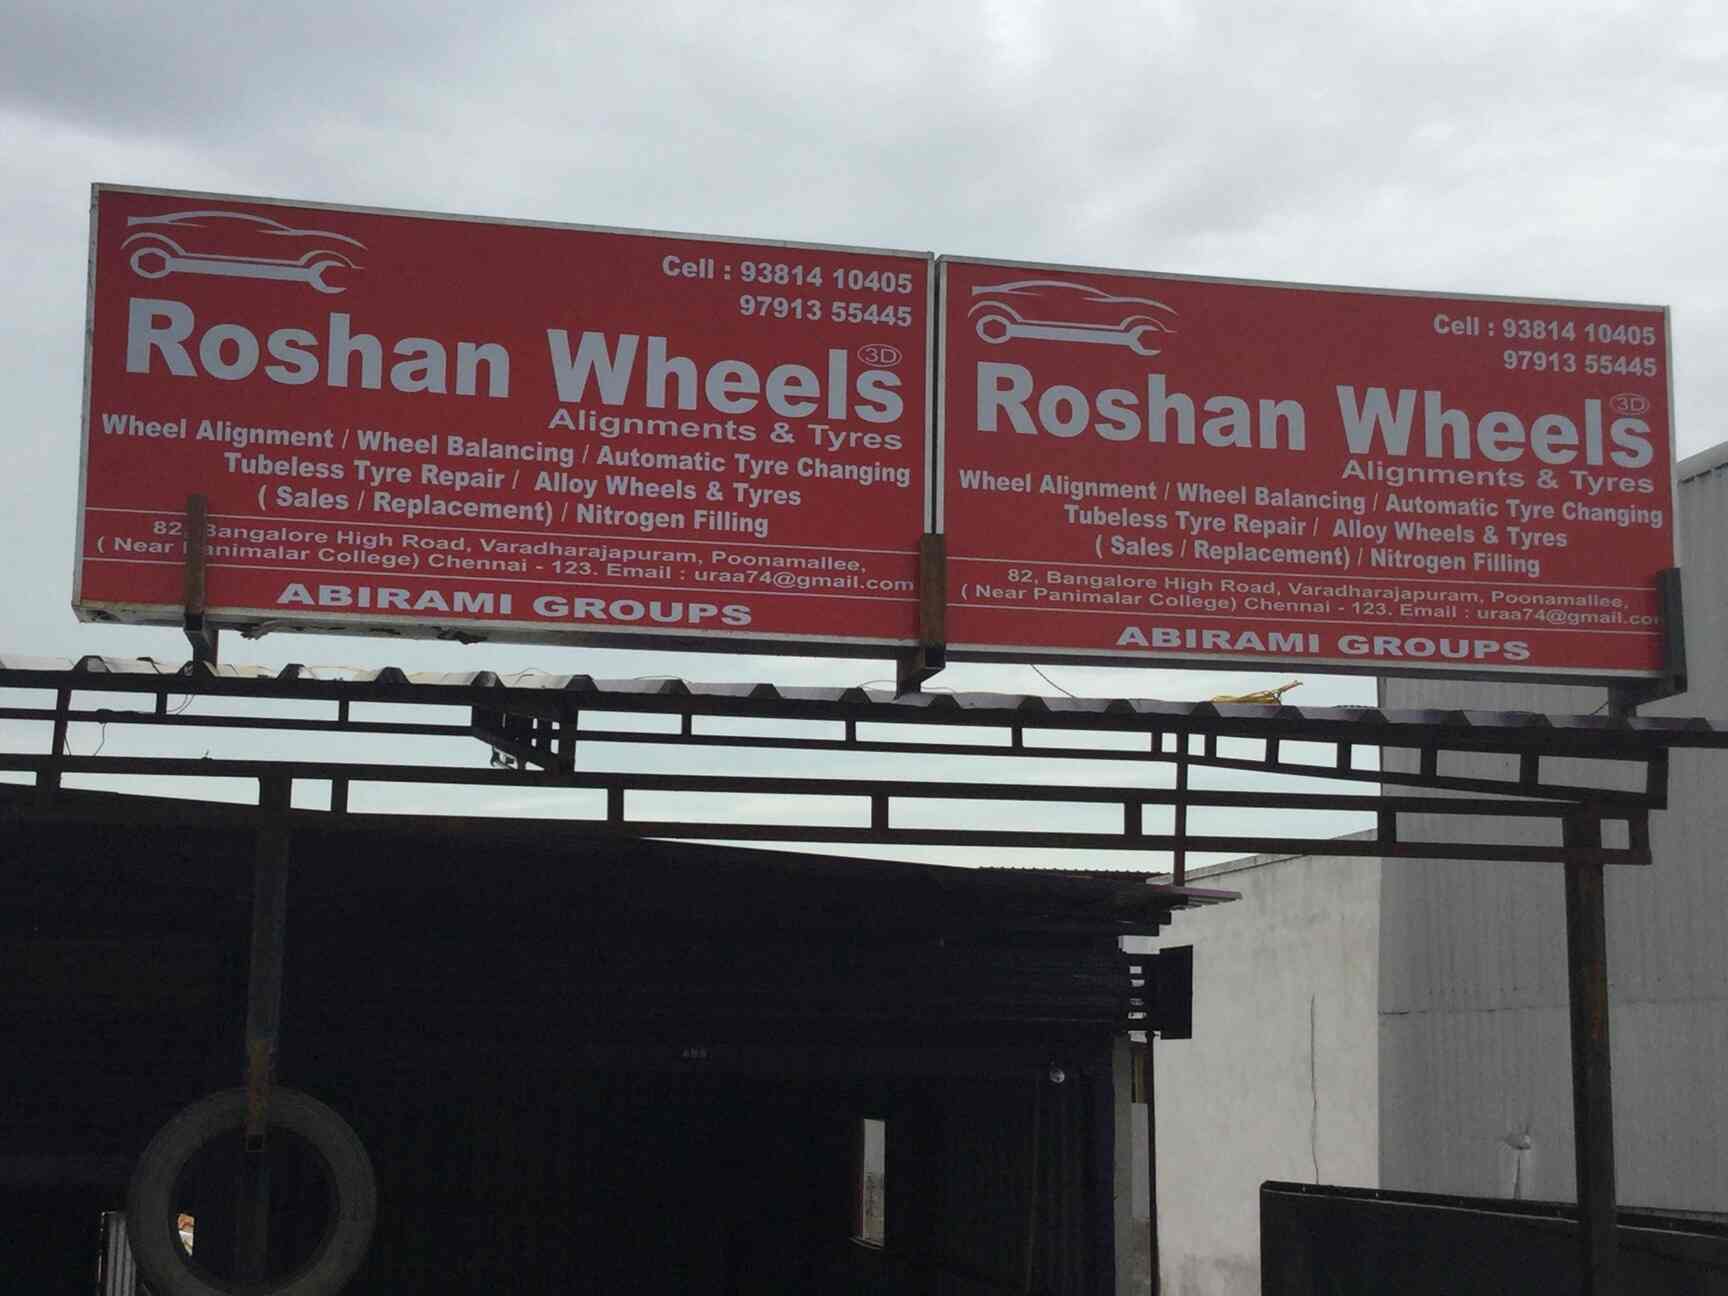 Cell : 93814 10405
97913 55445
Roshan Wheels
3D
Alignments & Tyres
Wheel Alignment / Wheel Balancing / Automatic Tyre Changing
Tubeless Tyre Repair / Alloy Wheels & Tyres
( Sales / Replacement) / Nitrogen Filling
82, Bangalore High Road, Varadharajapuram, Poonamallee,
( Near Panimalar College) Chennai - 123. Email : uraa74@gmail.com
ABIRAMI GROUPS
Cell : 93814 10405
97913 55445
Roshan Wheels
3D
Alignments & Tyres
Wheel Alignment / Wheel Balancing / Automatic Tyre Changing
Tubeless Tyre Repair / Alloy Wheels & Tyres
( Sales / Replacement) / Nitrogen Filling
82, Bangalore High Road, Varadharajapuram, Poonamallee,
( Near Panimalar College) Chennai - 123. Email : uraa74@gmail.co
ABIRAMI GROUPS